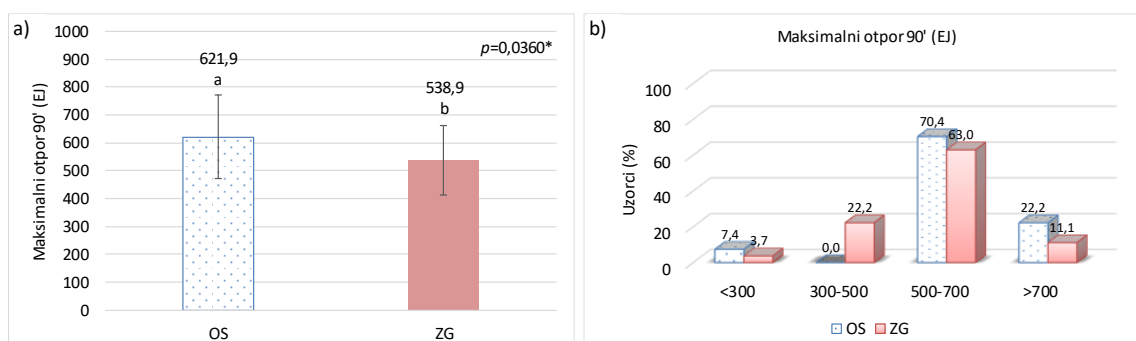 a)
Maksimalni otpor 90' (EJ)
1000
900
800
700
600
500
400
300
200
100
0
p=0,0360*
621,9
a
538,9
b
OS
ZG
b)
Maksimalni otpor 90' (EJ)
Uzorci (%)
100
80
60
40
20
0
7,4
3,7
0,0
22,2
70,4
63,0
22,2
11,1
<300
300-500
500-700
>700
OS
ZG